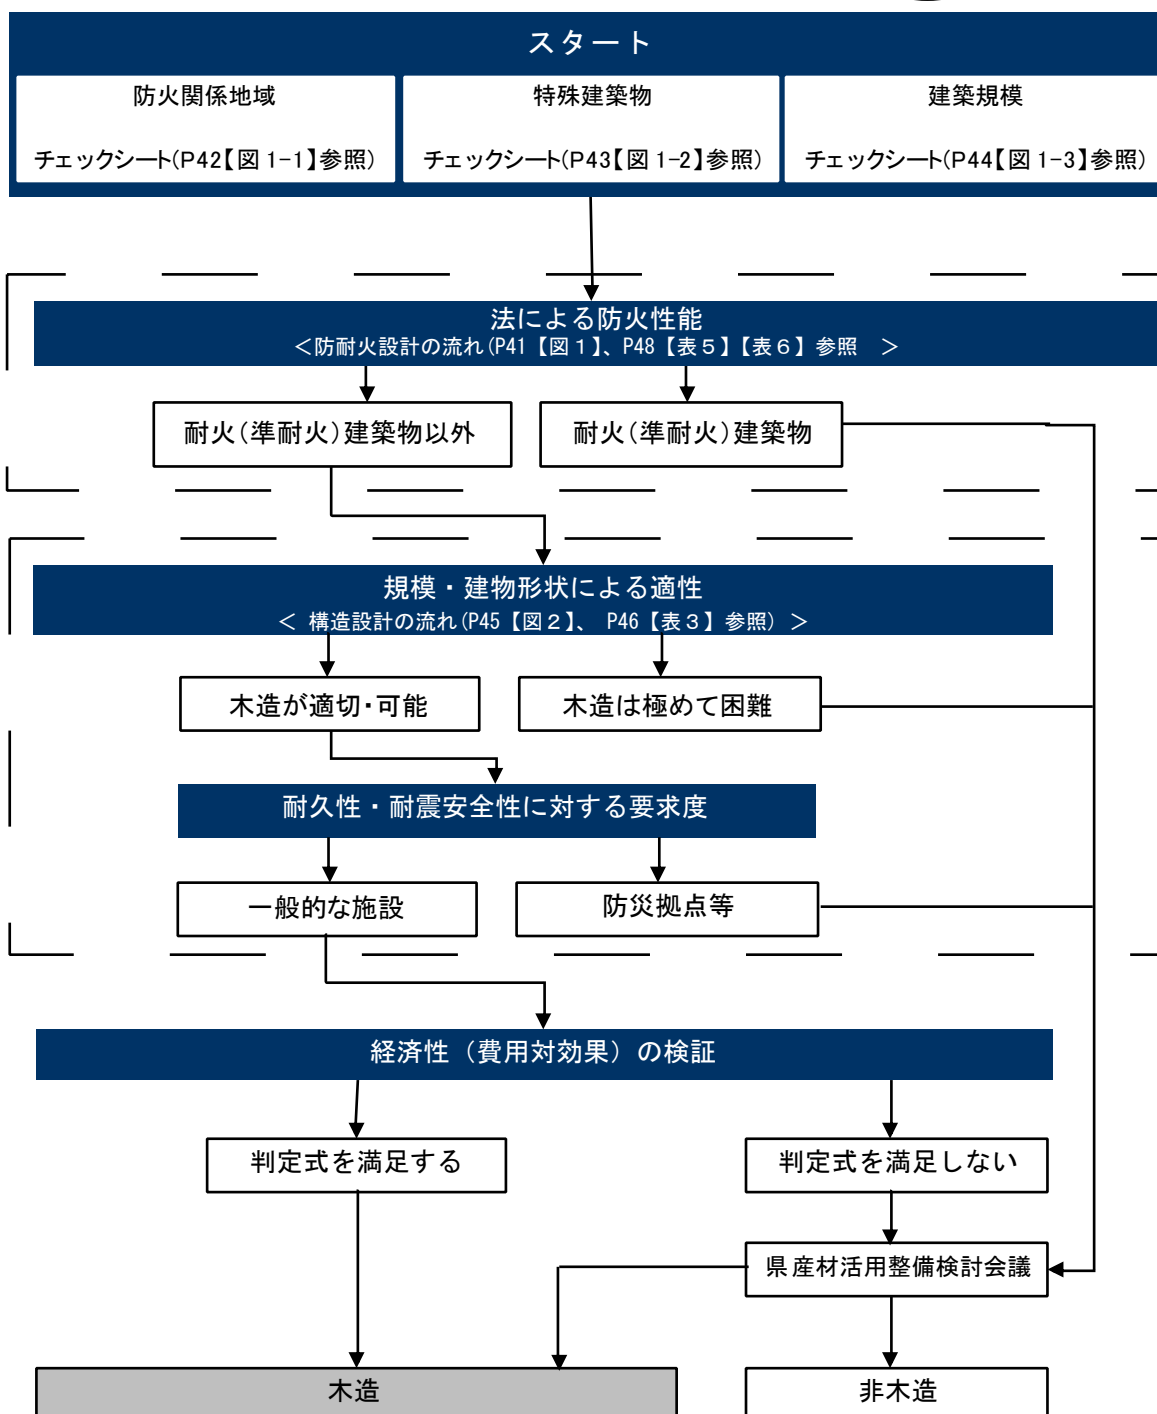 スタート
防火関係地域
チェックシート(P42【図1-1】参照)
特殊建築物
チェックシート(P43【図1-2】参照)
建築規模
チェックシート(P44【図1-3】参照)
法による防火性能
<防耐火設計の流れ(P41【図1】、P48【表5】【表6】参照 >
耐火(準耐火)建築物以外
耐火(準耐火)建築物
規模・建物形状による適性
< 構造設計の流れ(P45【図2】、 P46【表3】参照) >
木造が適切・可能
木造は極めて困難
耐久性・耐震安全性に対する要求度
一般的な施設
防災拠点等
経済性（費用対効果）の検証
判定式を満足する
判定式を満足しない
県産材活用整備検討会議
木造
非木造